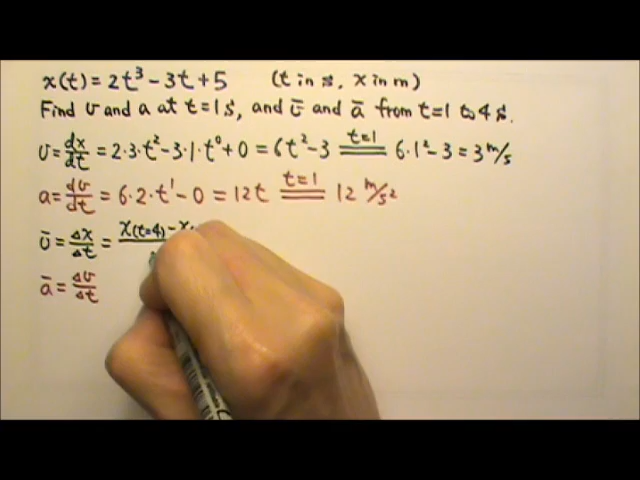 x(t) = 2t³ - 3t + 5 (t in s, x in m)
Find v and a at t=1s, and v̄ and ā from t=1 to 4 s.
v = dx/dt = 2·3·t² - 3·1·t⁰ + 0 = 6t² - 3 t=1 6·1² - 3 = 3 m/s
a = dv/dt = 6·2·t¹ - 0 = 12t t=1 12 m/s²
v̄ = Δx/Δt = x(t=4) - x
ā = Δv/Δt